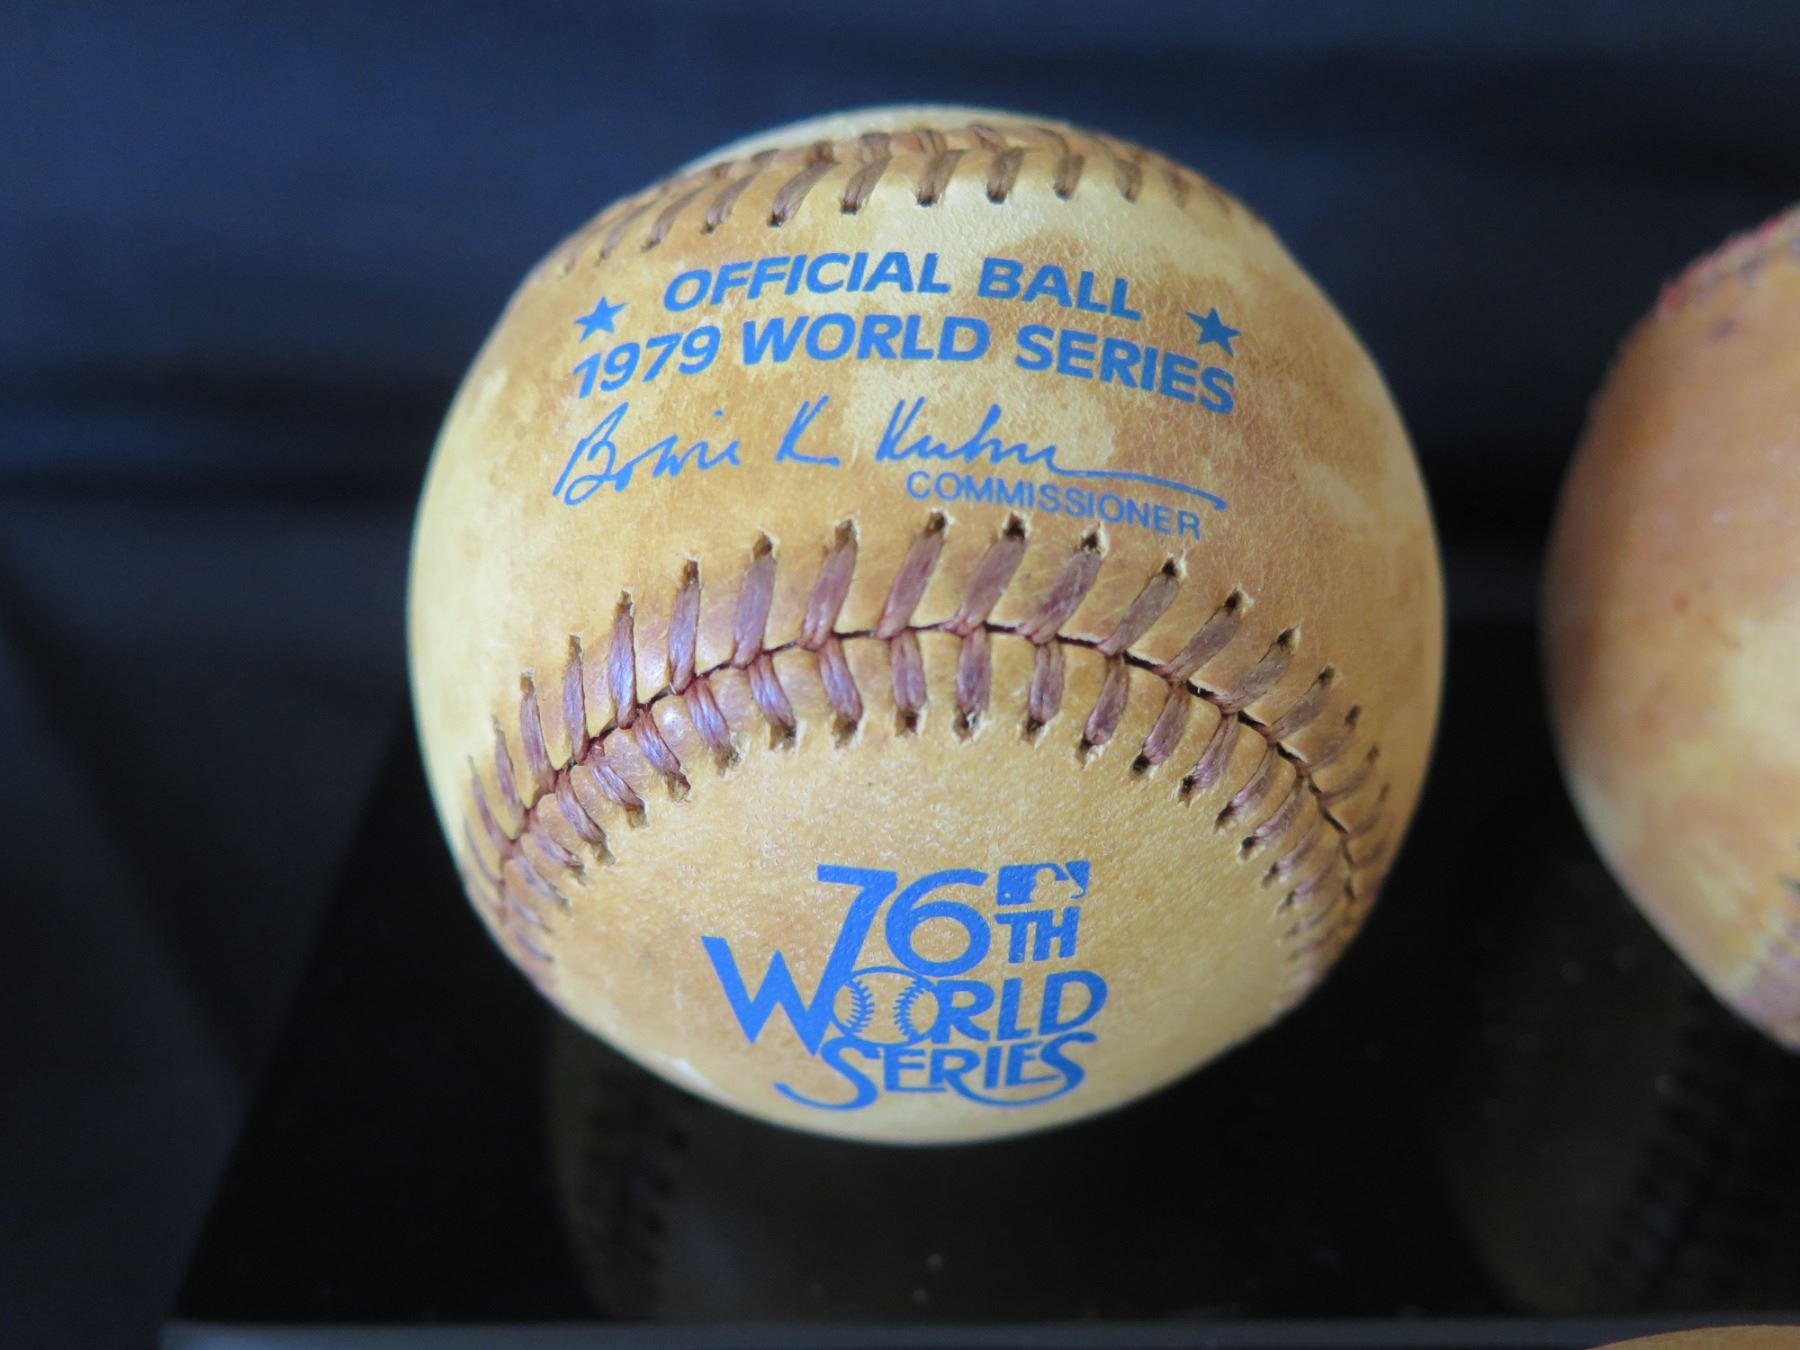 OFFICIAL BALL
1979 WORLD SERIES
Bowie K Kuhn
COMMISSIONER
76TH
WORLD
SERIES